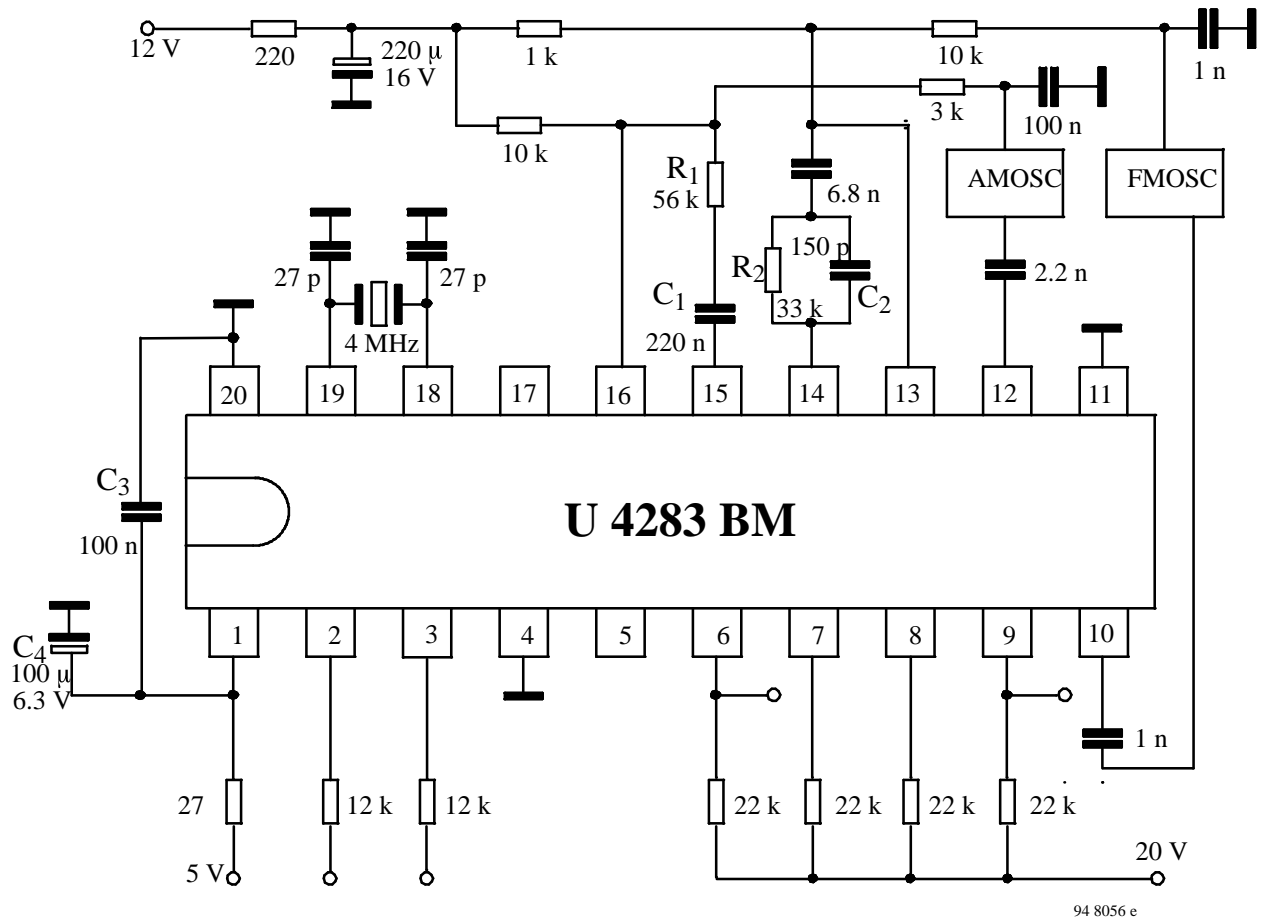 12 V
220
220 µ
16 V
1 k
10 k
1 n
3 k
100 n
10 k
R1
56 k
6.8 n
AMOSC
FMOSC
27 p
27 p
150 p
R2
33 k
C2
2.2 n
C1
220 n
4 MHz
20
19
18
17
16
15
14
13
12
11
C3
100 n
U 4283 BM
1
2
3
4
5
6
7
8
9
10
C4
100 µ
6.3 V
1 n
27
12 k
12 k
22 k
22 k
22 k
22 k
5 V
20 V
94 8056 e